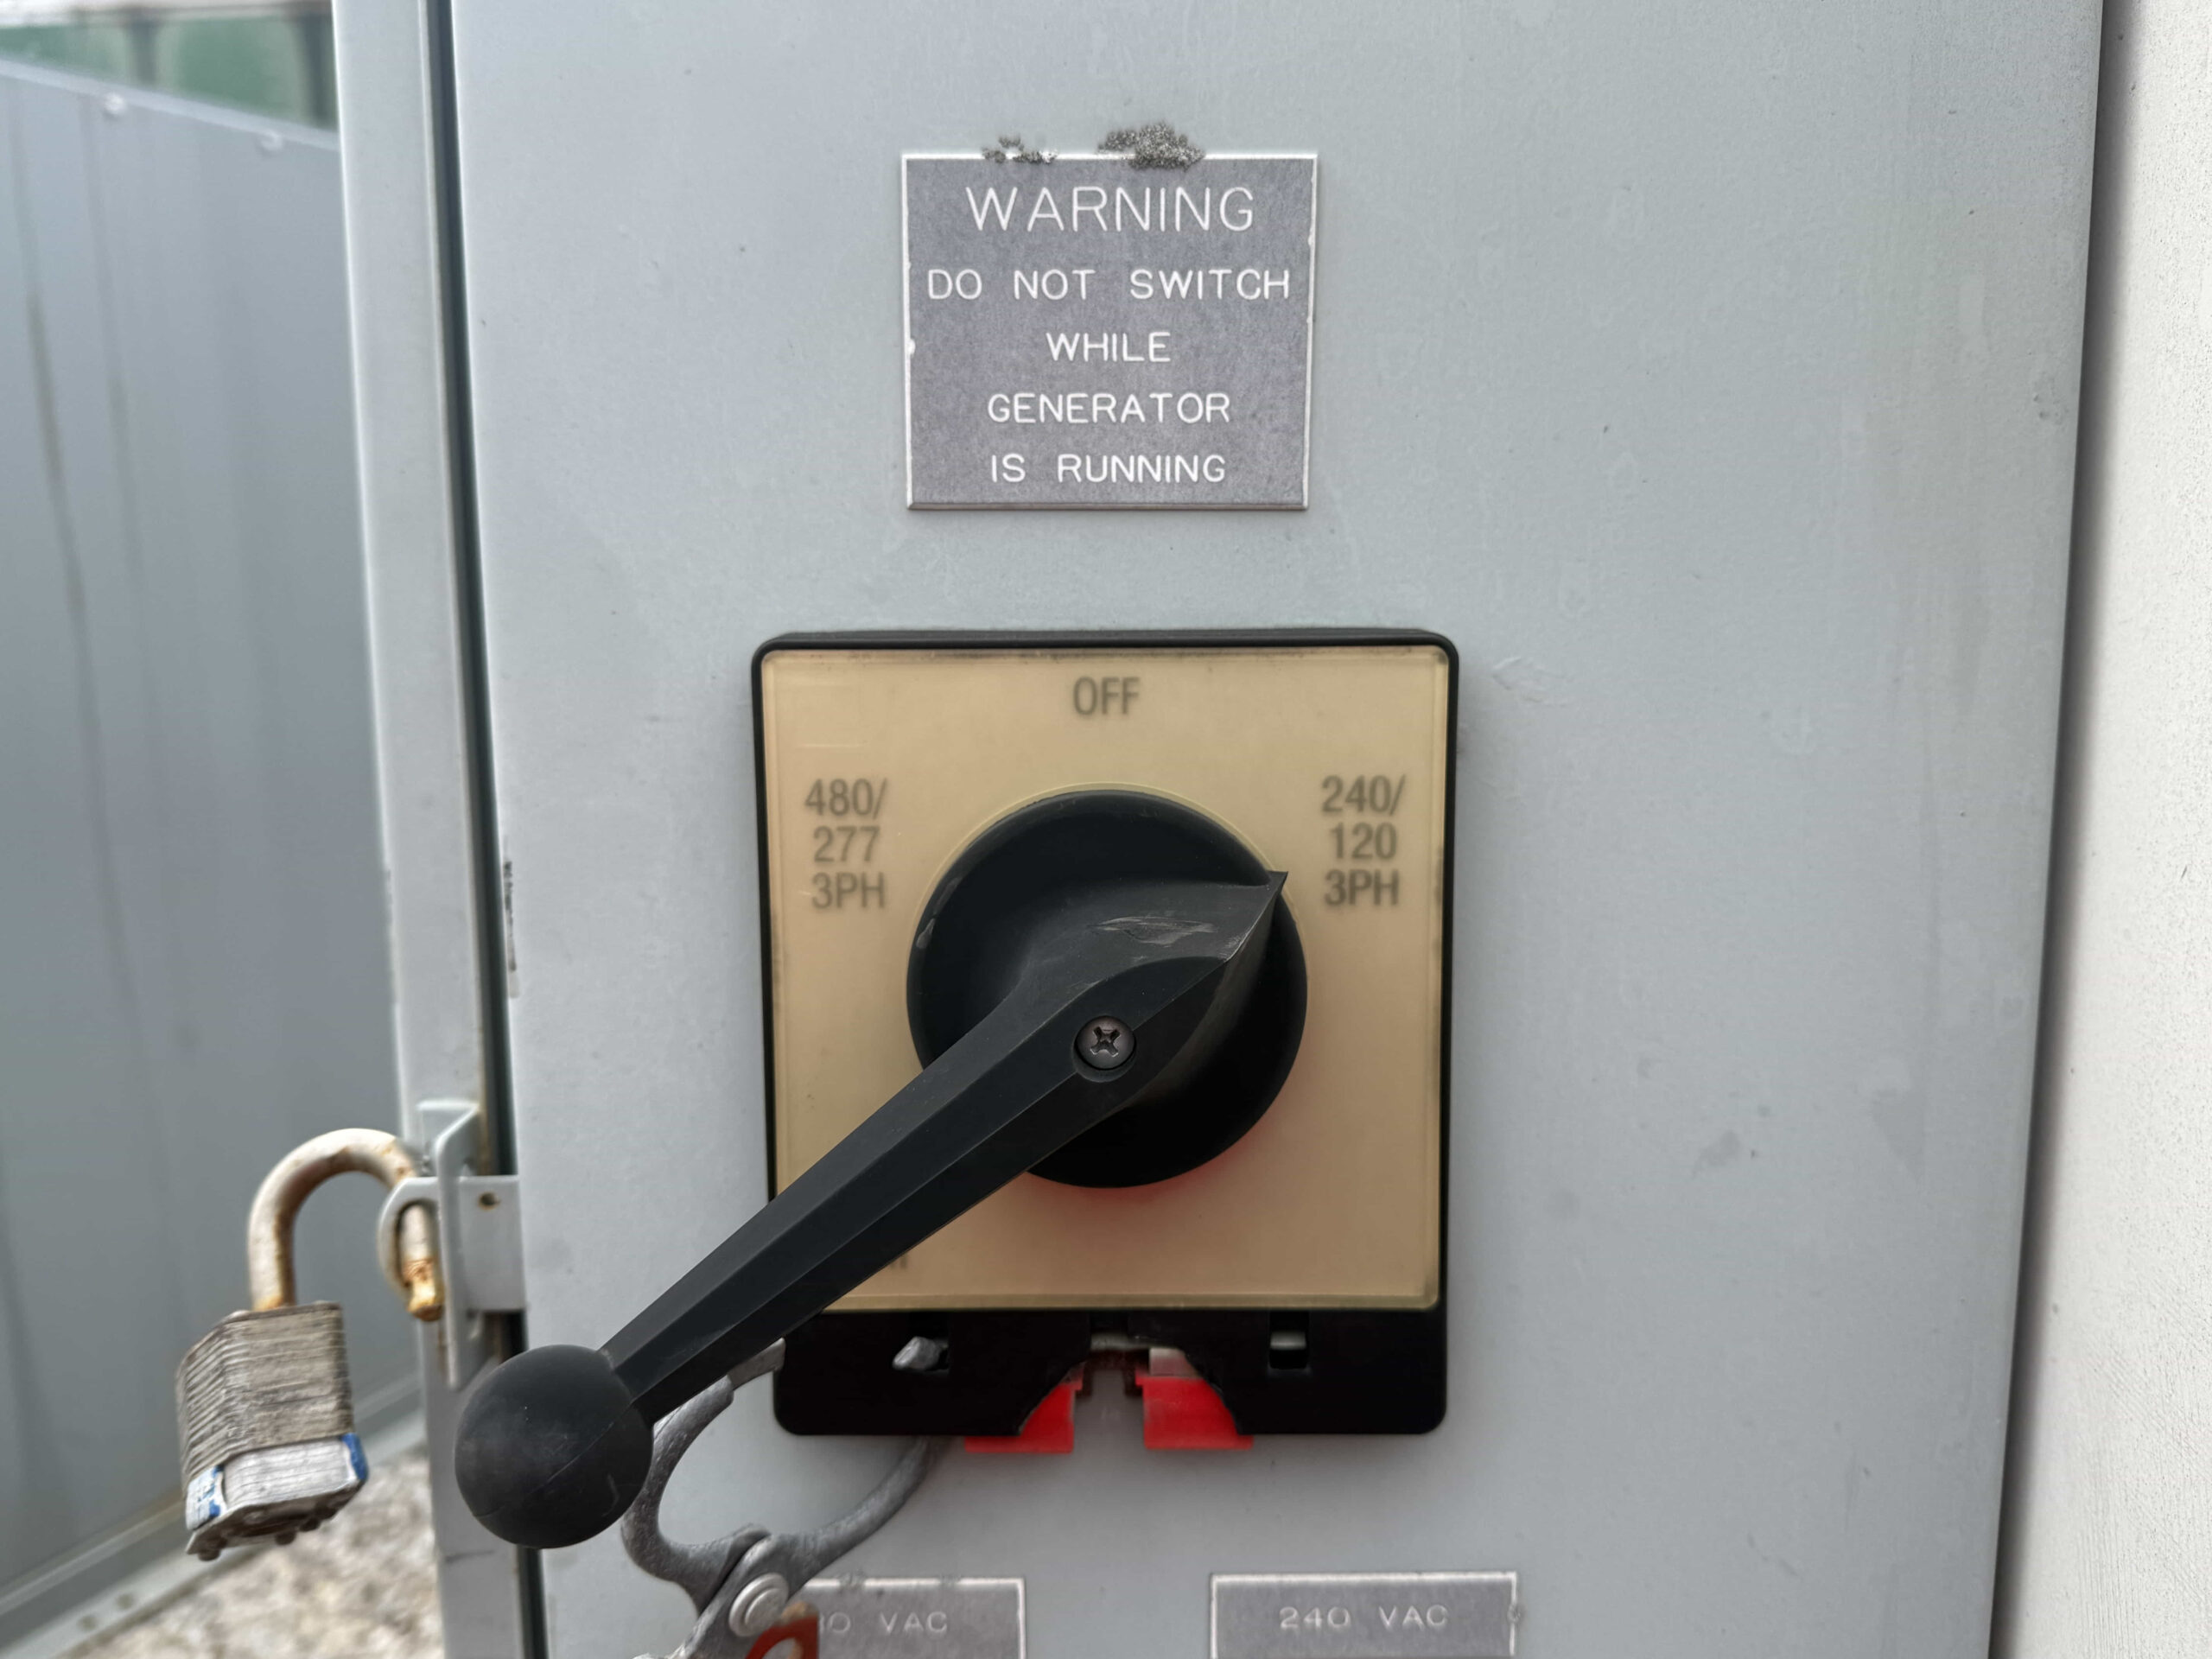 WARNING
DO NOT SWITCH
WHILE
GENERATOR
IS RUNNING
OFF
480/
277
3PH
240/
120
3PH
VAC
240 VAC